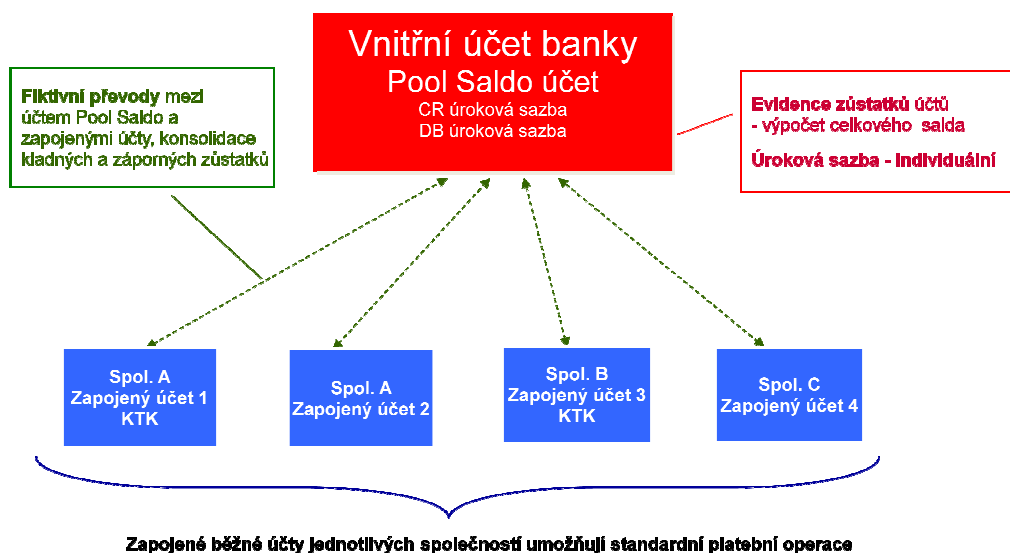 Vnitřní účet banky
Pool Saldo účet
CR úroková sazba
DB úroková sazba
Fiktivní převody mezi
účtem Pool Saldo a
zapojenými účty, konsolidace
kladných a záporných zůstatků
Evidence zůstatků účtů
- výpočet celkového salda
Úroková sazba - individuální
Spol. A
Zapojený účet 1
KTK
Spol. A
Zapojený účet 2
Spol. B
Zapojený účet 3
KTK
Spol. C
Zapojený účet 4
Zapojené běžné účty jednotlivých společností umožňují standardní platební operace